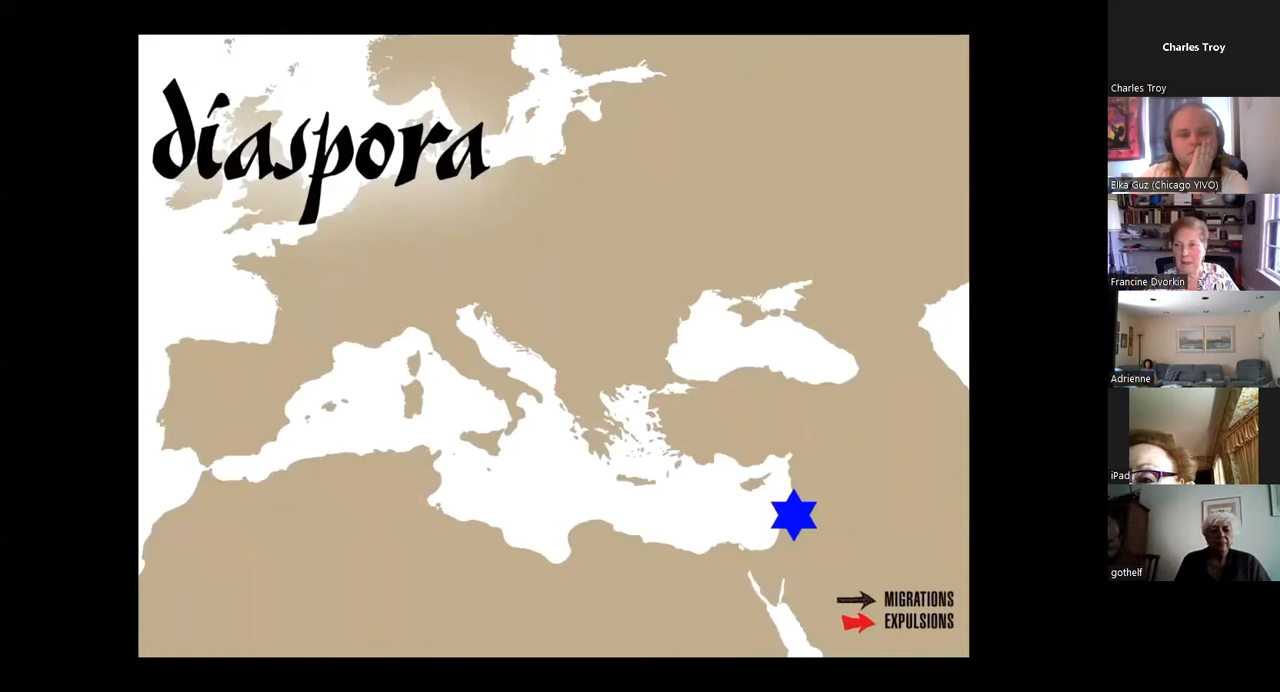 diaspora
MIGRATIONS
EXPULSIONS
Charles Troy
Charles Troy
Elka Guz (Chicago YIVO)
Francine Dvorkin
Adrienne
iPad
gothelf